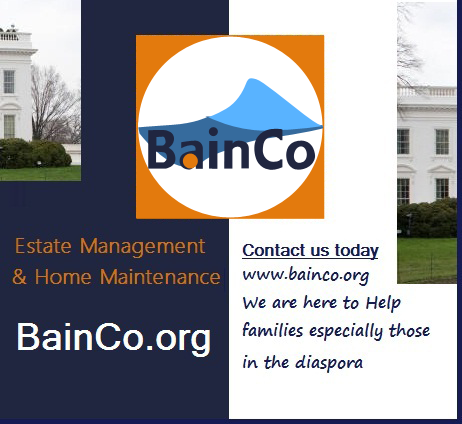 BainCo
Estate Management
& Home Maintenance
BainCo.org
Contact us today
www.bainco.org
We are here to Help
families especially those
in the diaspora